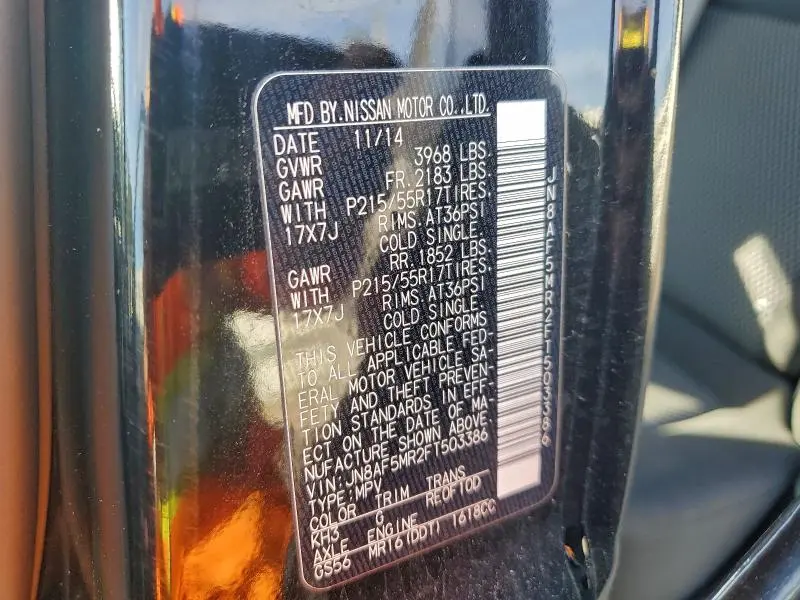 MFD BY.NISSAN MOTOR CO.,LTD.
DATE 11/14
GVWR 3968 LBS.
GAWR FR.2183 LBS.
WITH P215/55R17TIRES.
17X7J RIMS.AT36PSI
COLD SINGLE.
GAWR RR.1852 LBS.
WITH P215/55R17TIRES.
17X7J RIMS.AT36PSI
COLD SINGLE.
THIS VEHICLE CONFORMS
TO ALL APPLICABLE FED-
ERAL MOTOR VEHICLE SA-
FETY AND THEFT PREVEN-
TION STANDARDS IN EFF-
ECT ON THE DATE OF MA-
NUFACTURE SHOWN ABOVE.
VIN:JN8AF5MR2FT503386
TYPE:MPV
COLOR TRIM TRANS
KH3 G RE0F10D
AXLE ENGINE
GS56 MR16(DDT) 1618CC
JN8AF5MR2FT503386